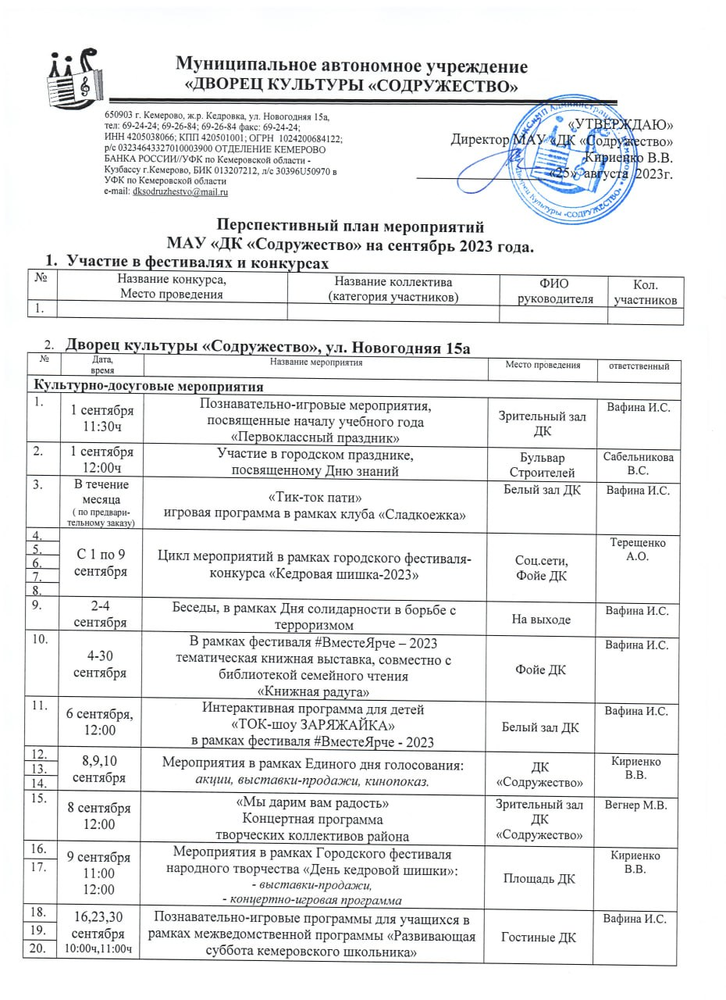 Муниципальное автономное учреждение
«ДВОРЕЦ КУЛЬТУРЫ «СОДРУЖЕСТВО»
650903 г. Кемерово, ж.р. Кедровка, ул. Новогодняя 15а,
тел: 69-24-24; 69-26-84; 69-26-84 факс: 69-24-24;
ИНН 4205038066; КПП 420501001; ОГРН 1024200684122;
р/с 03234643327010003900 ОТДЕЛЕНИЕ КЕМЕРОВО
БАНКА РОССИИ//УФК по Кемеровской области -
Кузбассу г.Кемерово, БИК 013207212, л/с 30396U50970 в
УФК по Кемеровской области
e-mail: dksodruzhestvo@mail.ru
«УТВЕРЖДАЮ»
Директор МАУ «ДК «Содружество»
Кириенко В.В.
«25» августа 2023г.
Дворец Культуры «СОДРУЖЕСТВО»
Перспективный план мероприятий
МАУ «ДК «Содружество» на сентябрь 2023 года.
1. Участие в фестивалях и конкурсах
№
Название конкурса,
Место проведения
Название коллектива
(категория участников)
ФИО
руководителя
Кол.
участников
1.
2. Дворец культуры «Содружество», ул. Новогодняя 15а
№
Дата,
время
Название мероприятия
Место проведения
ответственный
Культурно-досуговые мероприятия
1.
1 сентября
11:30ч
Познавательно-игровые мероприятия,
посвященные началу учебного года
«Первоклассный праздник»
Зрительный зал
ДК
Вафина И.С.
2.
1 сентября
12:00ч
Участие в городском празднике,
посвященному Дню знаний
Бульвар
Строителей
Сабельникова
В.С.
3.
В течение
месяца
( по предвари-
тельному заказу)
«Тик-ток пати»
игровая программа в рамках клуба «Сладкоежка»
Белый зал ДК
Вафина И.С.
4.
5.
6.
7.
8.
С 1 по 9
сентября
Цикл мероприятий в рамках городского фестиваля-
конкурса «Кедровая шишка-2023»
Соц.сети,
Фойе ДК
Терещенко
А.О.
9.
2-4
сентября
Беседы, в рамках Дня солидарности в борьбе с
терроризмом
На выходе
Вафина И.С.
10.
4-30
сентября
В рамках фестиваля #ВместеЯрче – 2023
тематическая книжная выставка, совместно с
библиотекой семейного чтения
«Книжная радуга»
Фойе ДК
Вафина И.С.
11.
6 сентября,
12:00
Интерактивная программа для детей
«ТОК-шоу ЗАРЯЖАЙКА»
в рамках фестиваля #ВместеЯрче - 2023
Белый зал ДК
Вафина И.С.
12.
13.
14.
8,9,10
сентября
Мероприятия в рамках Единого дня голосования:
акции, выставки-продажи, кинопоказ.
ДК
«Содружество»
Кириенко
В.В.
15.
8 сентября
12:00
«Мы дарим вам радость»
Концертная программа
творческих коллективов района
Зрительный зал
ДК
«Содружество»
Вегнер М.В.
16.
17.
9 сентября
11:00
12:00
Мероприятия в рамках Городского фестиваля
народного творчества «День кедровой шишки»:
- выставки-продажи,
- концертно-игровая программа
Площадь ДК
Кириенко
В.В.
18.
19.
20.
16,23,30
сентября
10:00ч,11:00ч
Познавательно-игровые программы для учащихся в
рамках межведомственной программы «Развивающая
суббота кемеровского школьника»
Гостиные ДК
Вафина И.С.